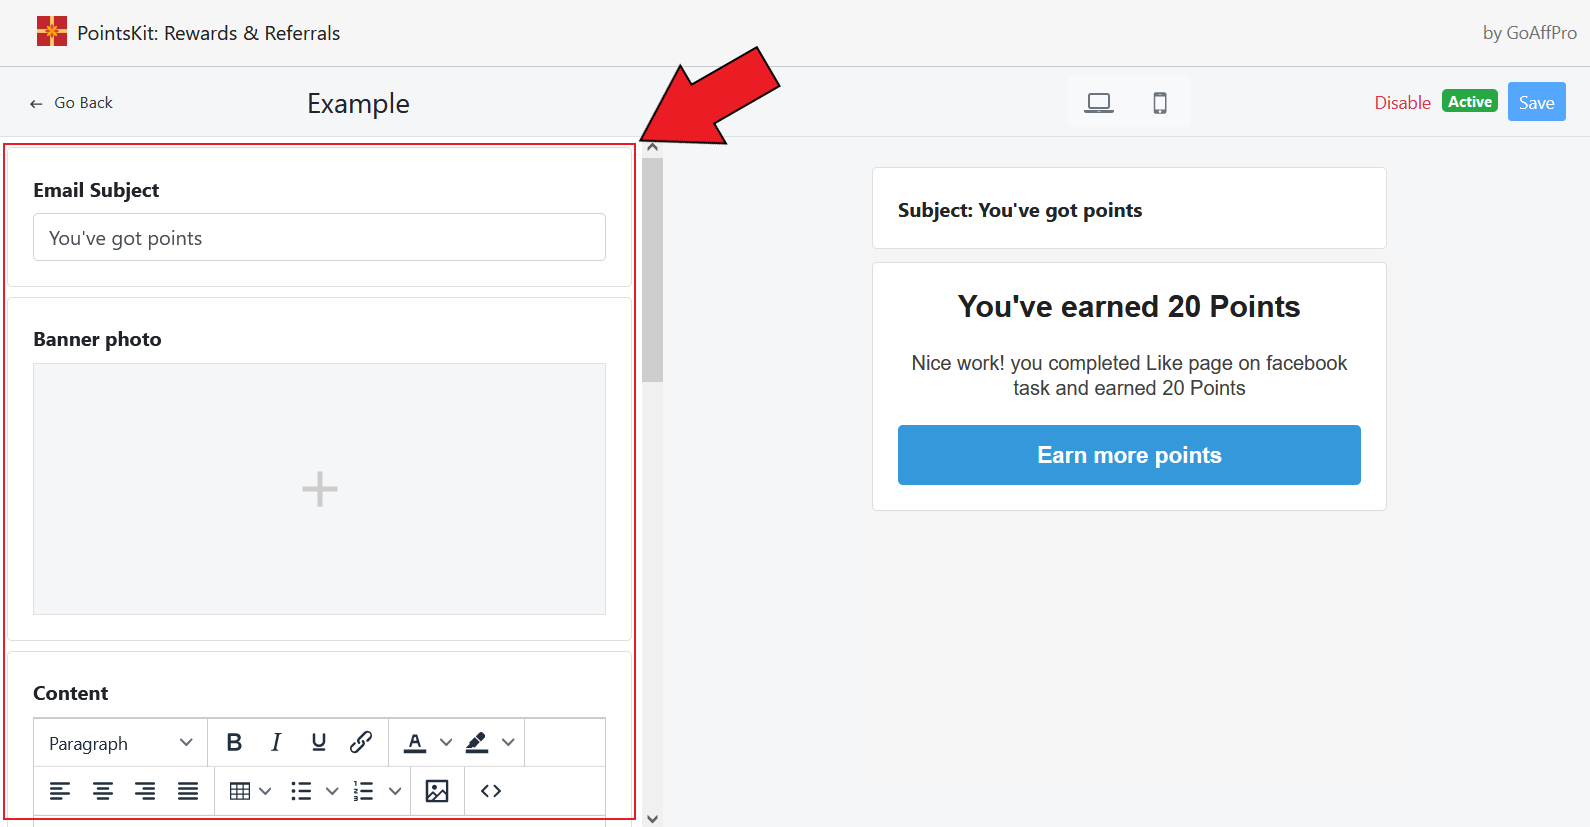 PointsKit: Rewards & Referrals
by GoAffPro
Go Back
Example
Disable
Active
Save
Email Subject
You've got points
Banner photo
Content
Paragraph
B I U
A
Subject: You've got points
You've earned 20 Points
Nice work! you completed Like page on facebook
task and earned 20 Points
Earn more points